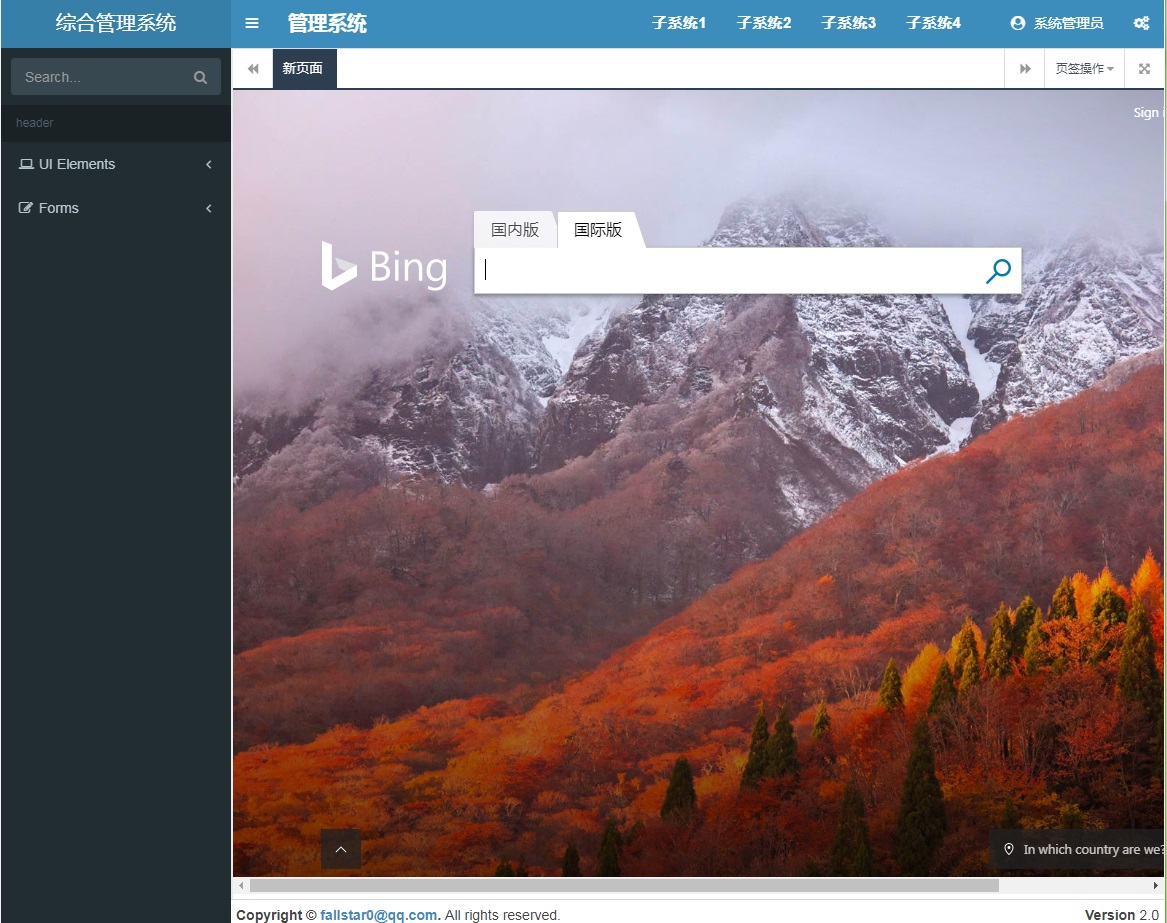 综合管理系统 管理系统 子系统1 子系统2 子系统3 子系统4 系统管理员
新页面 页签操作
Search...
header
UI Elements
Forms
Sign i
国内版 国际版
Bing
In which country are we?
Copyright © fallstar0@qq.com. All rights reserved. Version 2.0